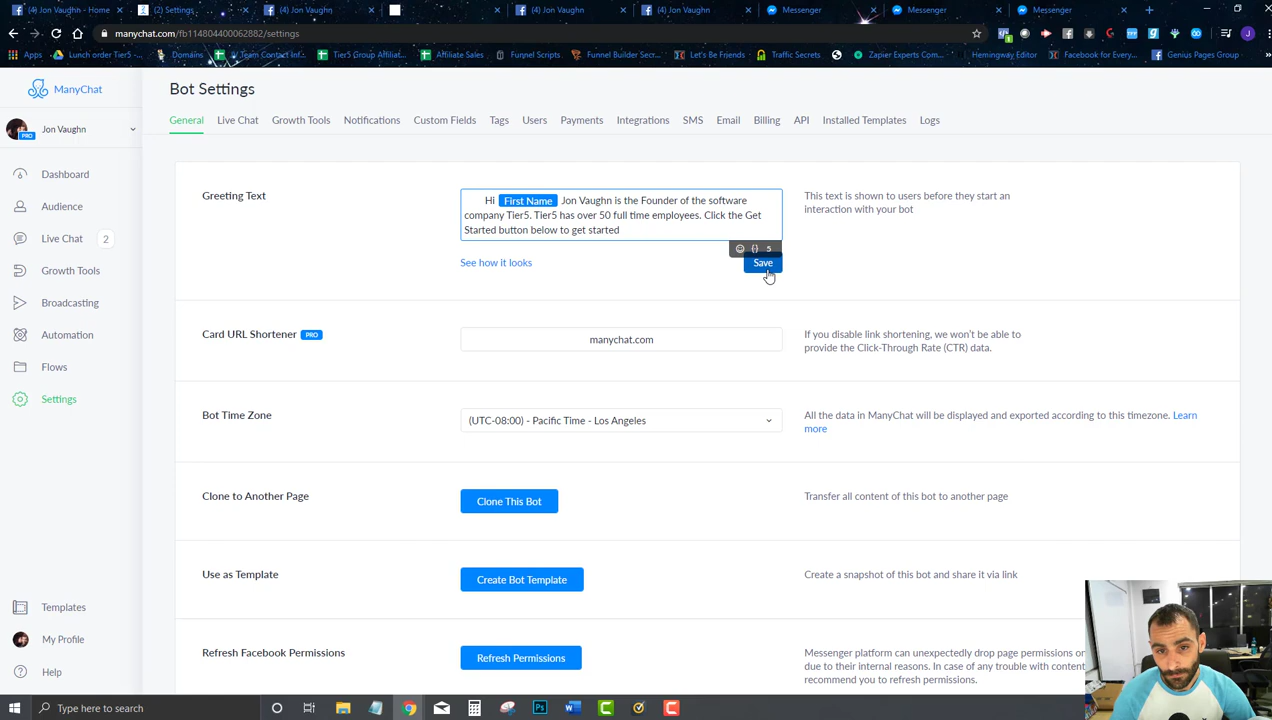 (4) Jon Vaughn - Home
(2) Settings
(4) Jon Vaughn
(4) Jon Vaughn
(4) Jon Vaughn
Messenger
Messenger
Messenger
manychat.com/fb114804400062882/settings
Apps
Lunch order Tier5 -...
Domains
IV Team Contact Inf...
Tier5 Group Affiliat...
Affiliate Sales
Funnel Scripts
Funnel Builder Secr...
Let's Be Friends
Traffic Secrets
Zapier Experts Com...
Hemingway Editor
Facebook for Every...
Genius Pages Group
ManyChat
Jon Vaughn
PRO
Dashboard
Audience
Live Chat 2
Growth Tools
Broadcasting
Automation
Flows
Settings
Templates
My Profile
Help
Bot Settings
General Live Chat Growth Tools Notifications Custom Fields Tags Users Payments Integrations SMS Email Billing API Installed Templates Logs
Greeting Text
Hi First Name Jon Vaughn is the Founder of the software
company Tier5. Tier5 has over 50 full time employees. Click the Get
Started button below to get started
5
See how it looks
Save
This text is shown to users before they start an
interaction with your bot
Card URL Shortener PRO
manychat.com
If you disable link shortening, we won't be able to
provide the Click-Through Rate (CTR) data.
Bot Time Zone
(UTC-08:00) - Pacific Time - Los Angeles
All the data in ManyChat will be displayed and exported according to this timezone. Learn
more
Clone to Another Page
Clone This Bot
Transfer all content of this bot to another page
Use as Template
Create Bot Template
Create a snapshot of this bot and share it via link
Refresh Facebook Permissions
Refresh Permissions
Messenger platform can unexpectedly drop page permissions
due to their internal reasons. In case of any trouble with content
recommend you to refresh permissions.
Type here to search